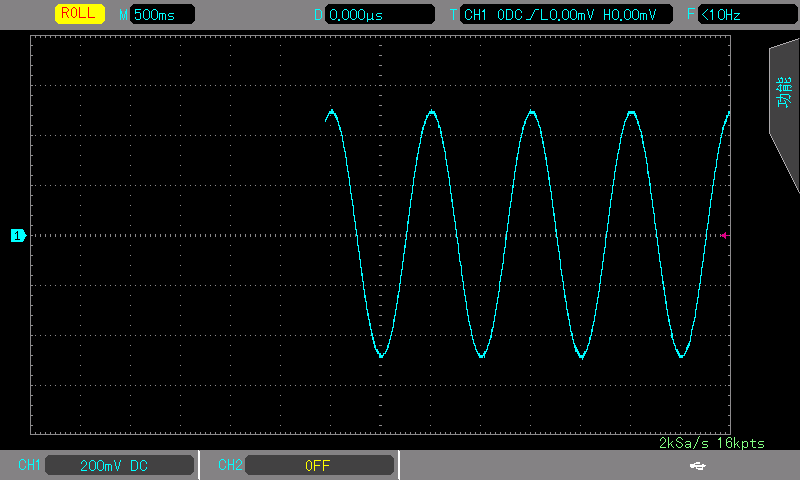 ROLL M 500ms D 0.000µs T CH1 0DC./L0.00mV H0.00mV F <10Hz
功能
1
2kSa/s 16kpts
CH1 200mV DC CH2 OFF